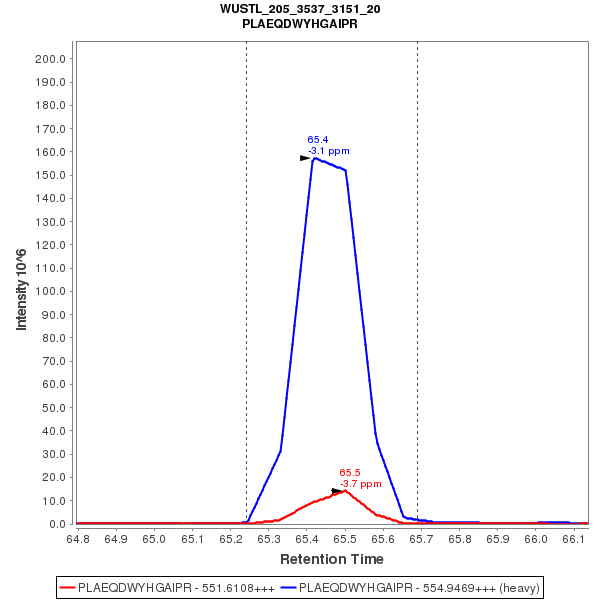 WUSTL_205_3537_3151_20
PLAEQDWYHGAIPR
Intensity 10^6
200.0
190.0
180.0
170.0
160.0
150.0
140.0
130.0
120.0
110.0
100.0
90.0
80.0
70.0
60.0
50.0
40.0
30.0
20.0
10.0
0.0
65.4
-3.1 ppm
65.5
-3.7 ppm
64.8 64.9 65.0 65.1 65.2 65.3 65.4 65.5 65.6 65.7 65.8 65.9 66.0 66.1
Retention Time
PLAEQDWYHGAIPR - 551.6108+++ PLAEQDWYHGAIPR - 554.9469+++ (heavy)